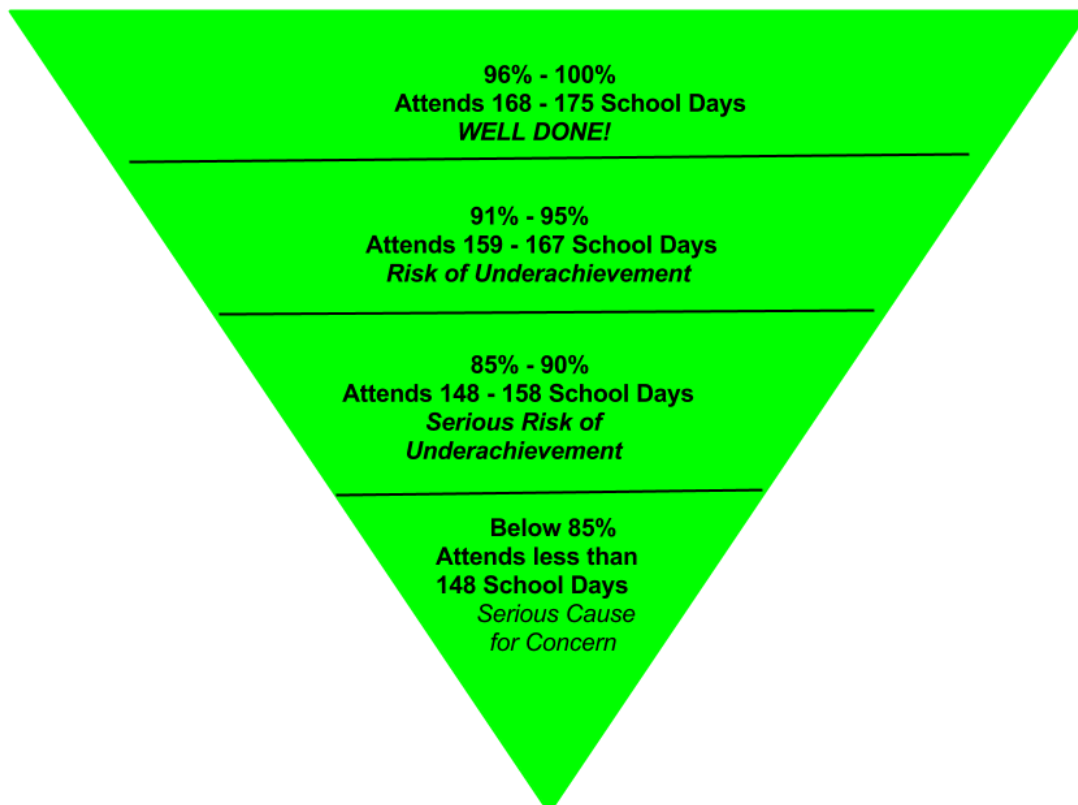 96% - 100%
Attends 168 - 175 School Days
WELL DONE!
91% - 95%
Attends 159 - 167 School Days
Risk of Underachievement
85% - 90%
Attends 148 - 158 School Days
Serious Risk of
Underachievement
Below 85%
Attends less than
148 School Days
Serious Cause
for Concern